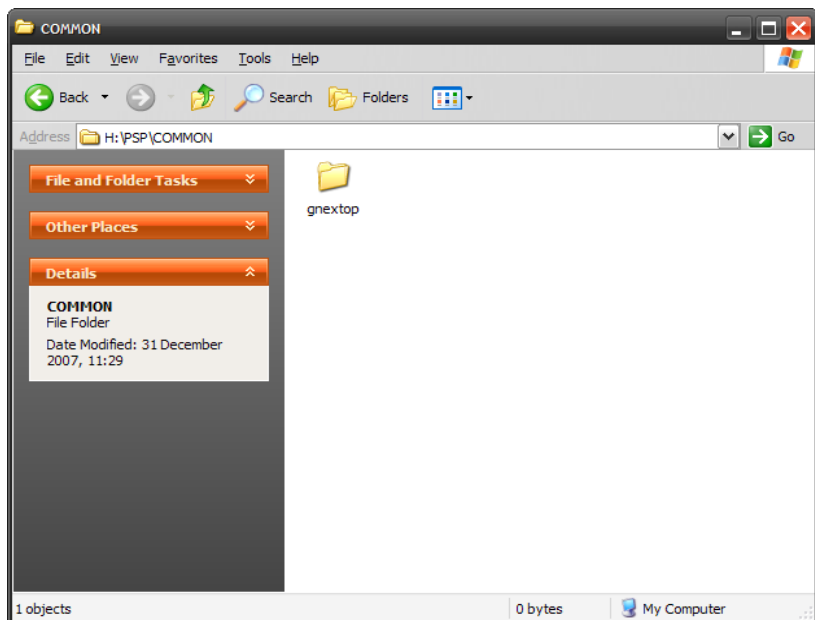 COMMON
File Edit View Favorites Tools Help
Back Search Folders
Address H:\PSP\COMMON Go
File and Folder Tasks
gnextop
Other Places
Details
COMMON
File Folder
Date Modified: 31 December
2007, 11:29
1 objects 0 bytes My Computer